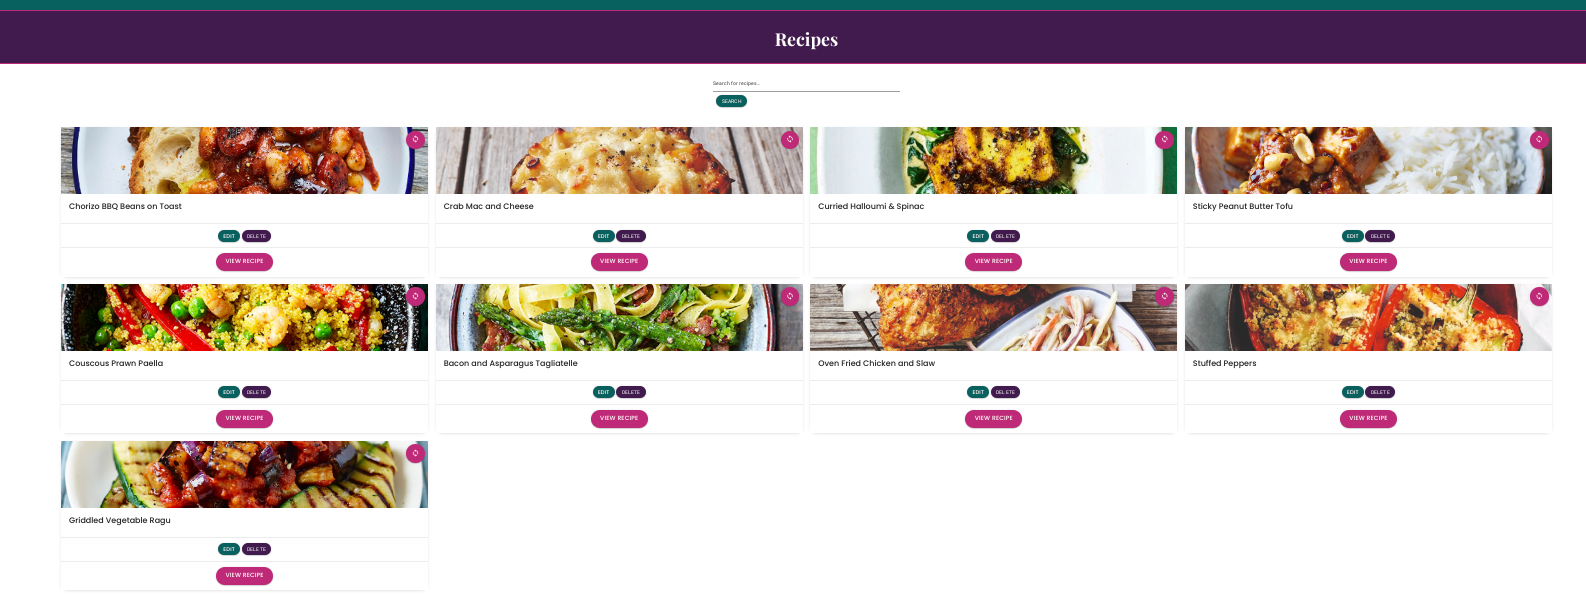 Recipes
Search for recipes...
SEARCH
Chorizo BBQ Beans on Toast
Crab Mac and Cheese
Curried Halloumi & Spinac
Sticky Peanut Butter Tofu
EDIT DELETE
EDIT DELETE
EDIT DELETE
EDIT DELETE
VIEW RECIPE
VIEW RECIPE
VIEW RECIPE
VIEW RECIPE
Couscous Prawn Paella
Bacon and Asparagus Tagliatelle
Oven Fried Chicken and Slaw
Stuffed Peppers
EDIT DELETE
EDIT DELETE
EDIT DELETE
EDIT DELETE
VIEW RECIPE
VIEW RECIPE
VIEW RECIPE
VIEW RECIPE
Griddled Vegetable Ragu
EDIT DELETE
VIEW RECIPE